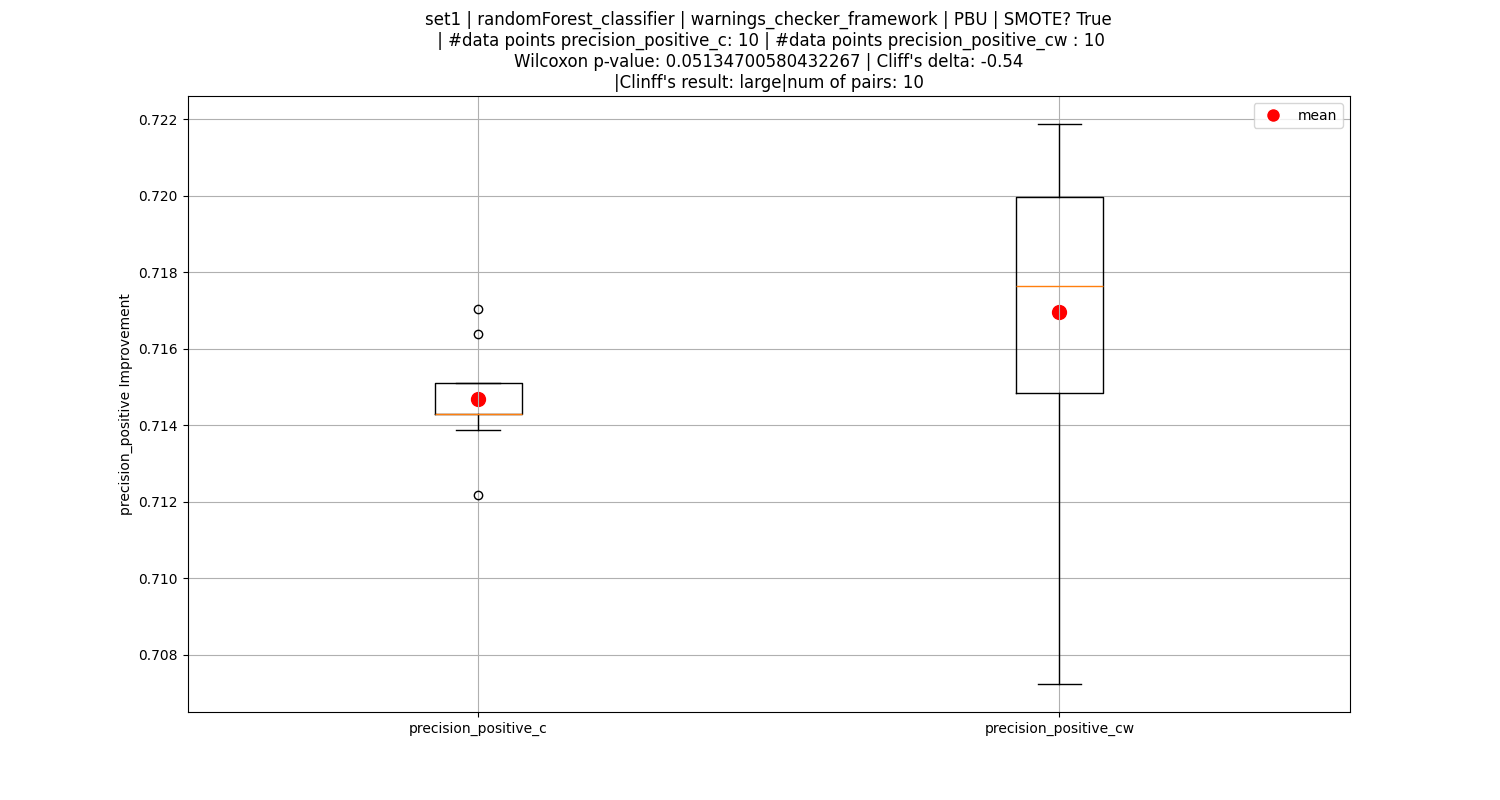 set1 | randomForest_classifier | warnings_checker_framework | PBU | SMOTE? True
| #data points precision_positive_c: 10 | #data points precision_positive_cw : 10
Wilcoxon p-value: 0.05134700580432267 | Cliff's delta: -0.54
|Clinff's result: large|num of pairs: 10
mean
0.722
0.720
0.718
0.716
0.714
0.712
0.710
0.708
precision_positive Improvement
precision_positive_c
precision_positive_cw